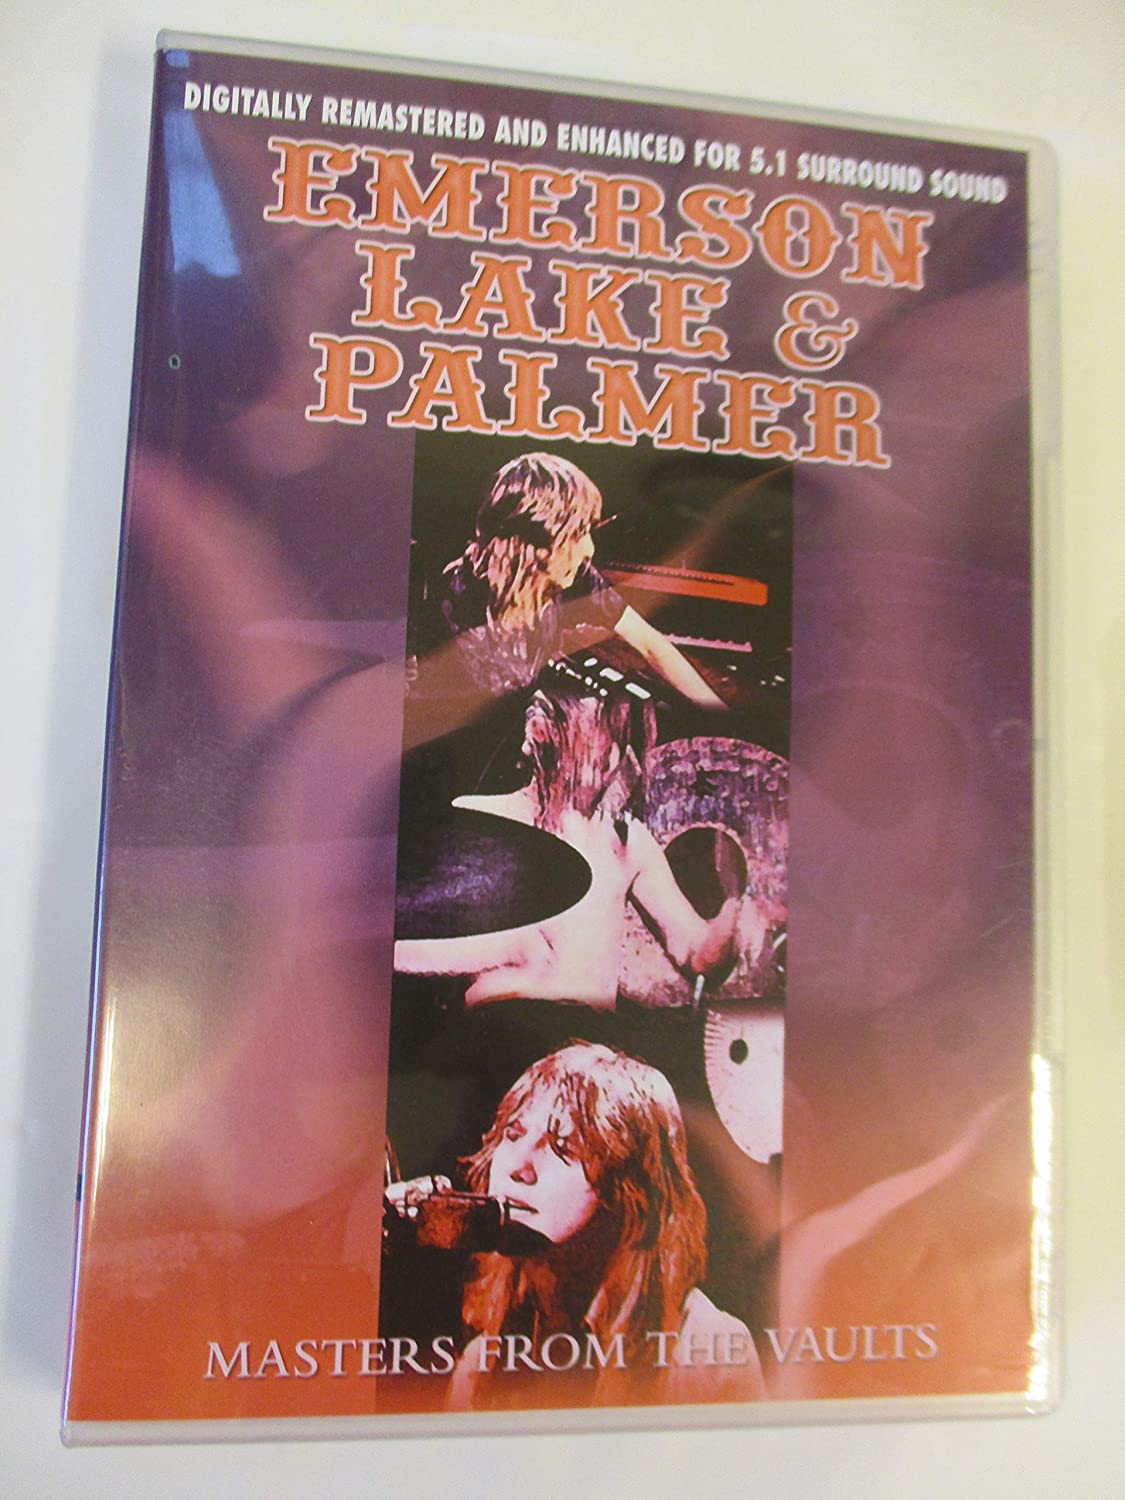 DIGITALLY REMASTERED AND ENHANCED FOR 5.1 SURROUND SOUND
EMERSON
LAKE &
PALMER
MASTERS FROM THE VAULTS